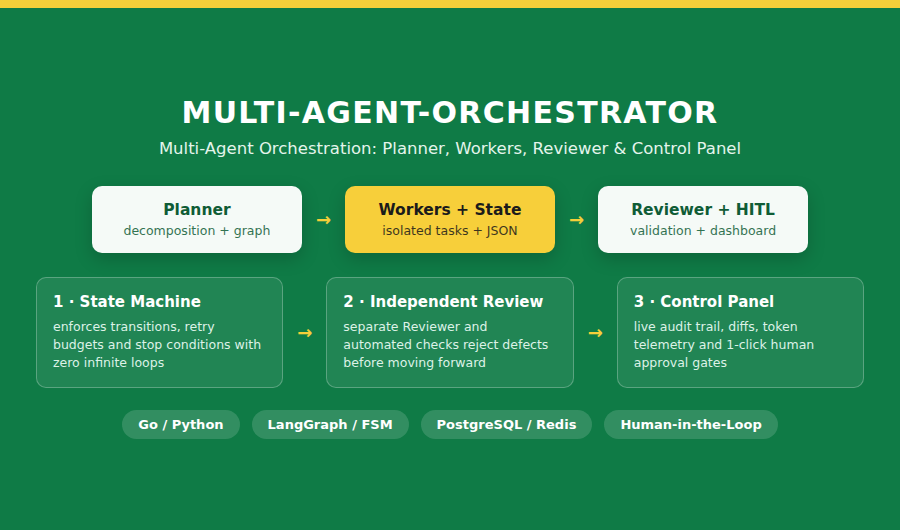 MULTI-AGENT-ORCHESTRATOR
Multi-Agent Orchestration: Planner, Workers, Reviewer & Control Panel
Planner
decomposition + graph
→
Workers + State
isolated tasks + JSON
→
Reviewer + HITL
validation + dashboard
1 · State Machine
enforces transitions, retry
budgets and stop conditions with
zero infinite loops
→
2 · Independent Review
separate Reviewer and
automated checks reject defects
before moving forward
→
3 · Control Panel
live audit trail, diffs, token
telemetry and 1-click human
approval gates
Go / Python
LangGraph / FSM
PostgreSQL / Redis
Human-in-the-Loop